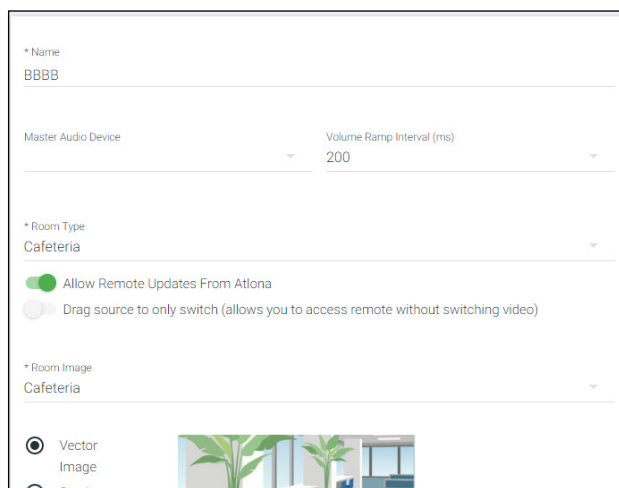 * Name
BBBB
Master Audio Device
Volume Ramp Interval (ms)
200
* Room Type
Cafeteria
Allow Remote Updates From Atlona
Drag source to only switch (allows you to access remote without switching video)
* Room Image
Cafeteria
Vector
Image